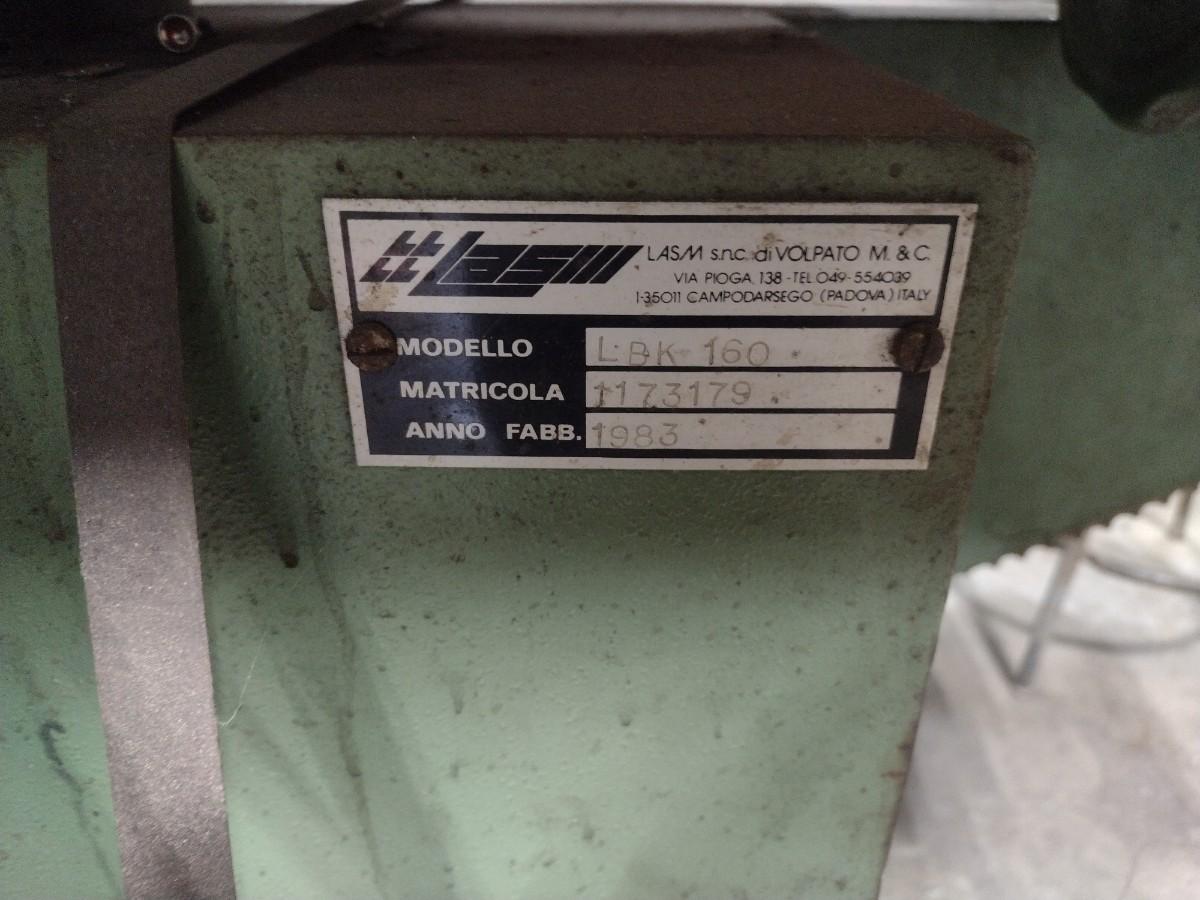 Lasm
LASM s.n.c. di VOLPATO M. & C.
VIA PIOGA, 138 - TEL 049-554039
I-35011 CAMPODARSEGO (PADOVA) ITALY
MODELLO LBK 160
MATRICOLA 1173179
ANNO FABB. 1983